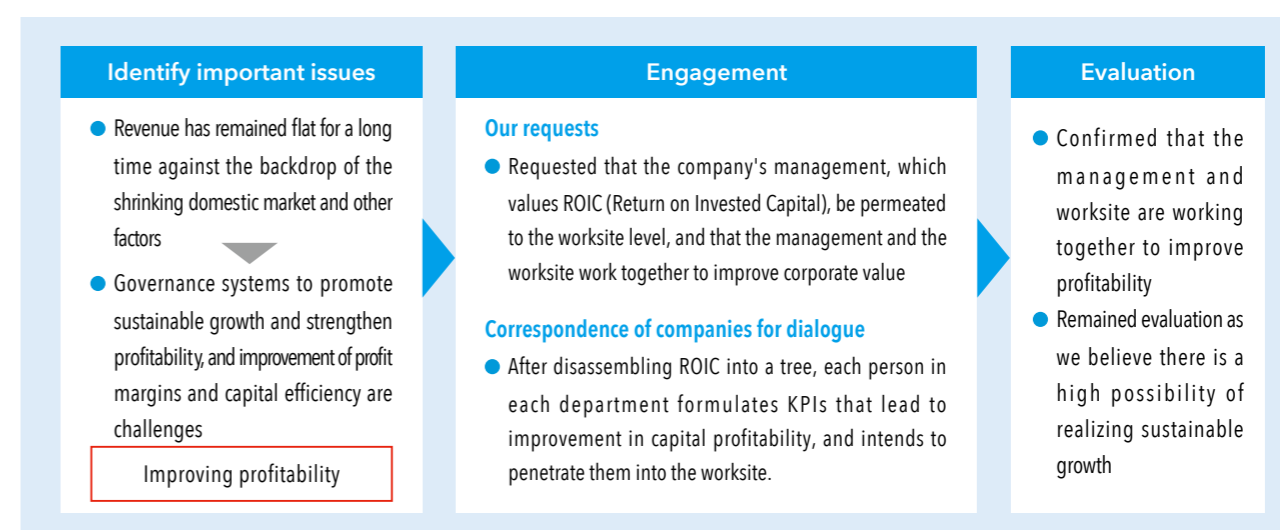 Identify important issues
● Revenue has remained flat for a long
time against the backdrop of the
shrinking domestic market and other
factors
● Governance systems to promote
sustainable growth and strengthen
profitability, and improvement of profit
margins and capital efficiency are
challenges
Improving profitability
Engagement
Our requests
● Requested that the company's management, which
values ROIC (Return on Invested Capital), be permeated
to the worksite level, and that the management and the
worksite work together to improve corporate value
Correspondence of companies for dialogue
● After disassembling ROIC into a tree, each person in
each department formulates KPIs that lead to
improvement in capital profitability, and intends to
penetrate them into the worksite.
Evaluation
● Confirmed that the
management and
worksite are working
together to improve
profitability
● Remained evaluation as
we believe there is a
high possibility of
realizing sustainable
growth